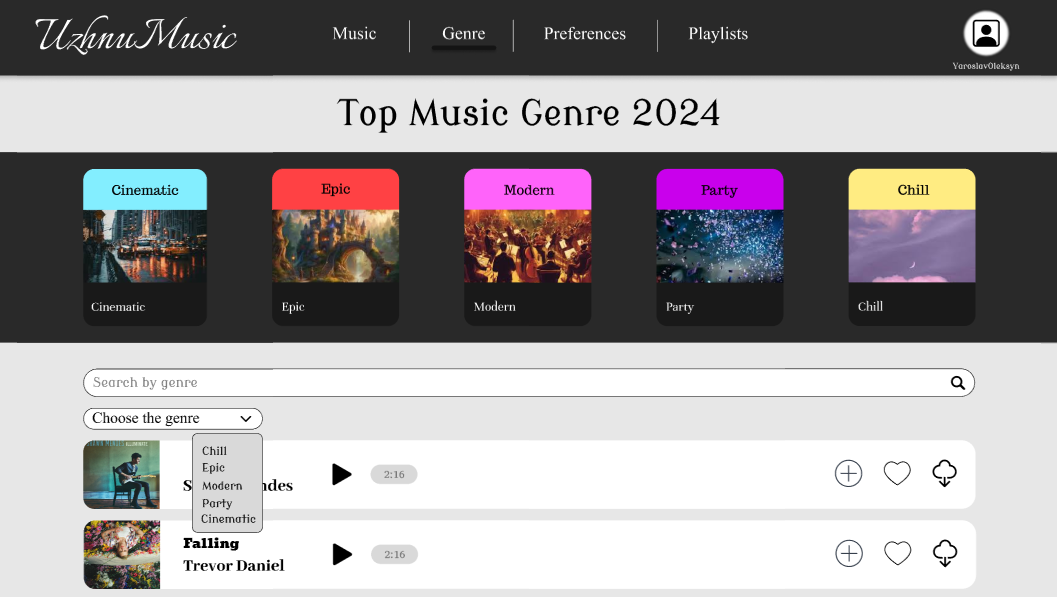 UzhnuMusic
Music
Genre
Preferences
Playlists
YaroslavOleksyn
Top Music Genre 2024
Cinematic
Epic
Modern
Party
Chill
Cinematic
Epic
Modern
Party
Chill
Search by genre
Choose the genre
Chill
Epic
Modern
Party
Cinematic
2:16
Falling
Trevor Daniel
2:16